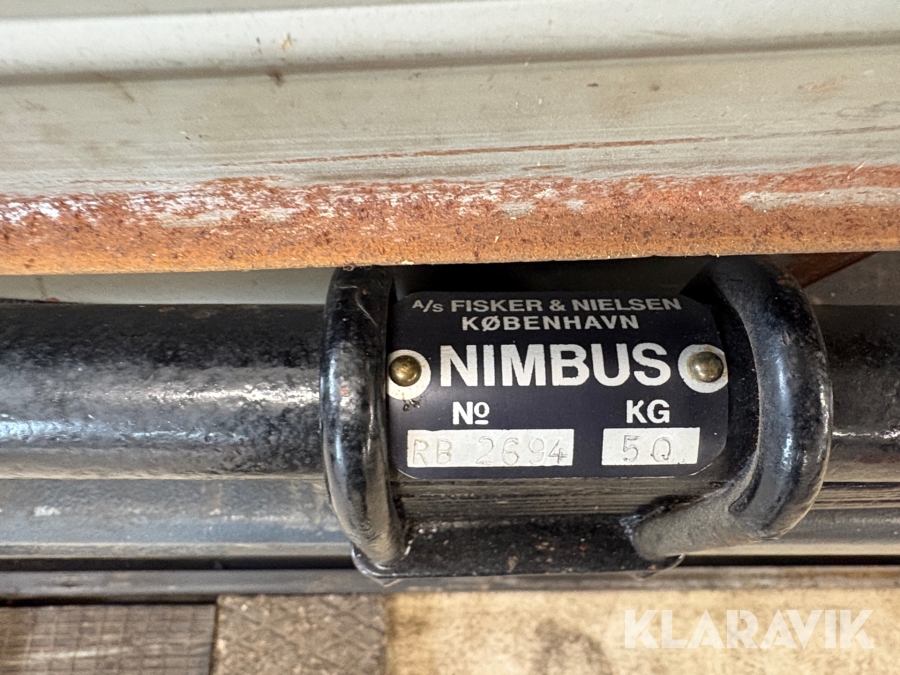 A/S FISKER & NIELSEN
KØBENHAVN
NIMBUS
Nº KG
RB 2694 50
KLARAVIK